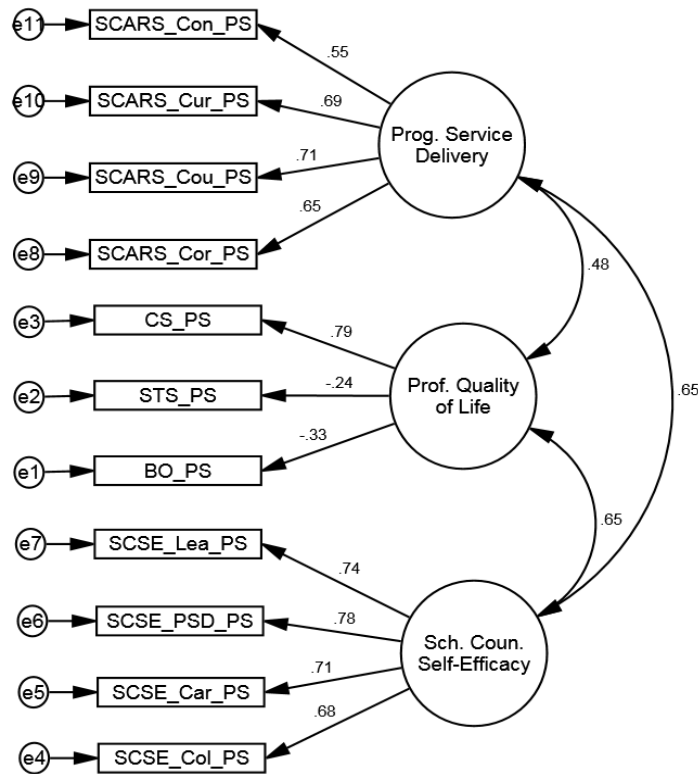 e11
SCARS_Con_PS
.55
e10
SCARS_Cur_PS
.69
Prog. Service
Delivery
e9
SCARS_Cou_PS
.71
.65
e8
SCARS_Cor_PS
.48
e3
CS_PS
.79
e2
STS_PS
-.24
Prof. Quality
of Life
.65
e1
BO_PS
-.33
.65
e7
SCSE_Lea_PS
.74
e6
SCSE_PSD_PS
.78
Sch. Coun.
Self-Efficacy
e5
SCSE_Car_PS
.71
.68
e4
SCSE_Col_PS